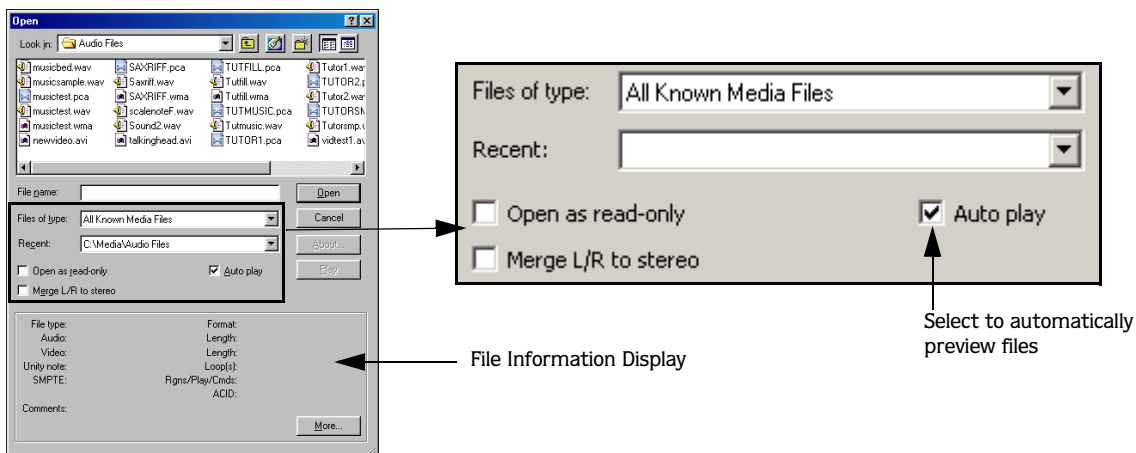 Open
Look in: Audio Files
musicbed.wav SAXRIFF.pca TUTFILL.pca Tutor1.wav
musicsample.wav Saxriff.wav Tutfill.wav TUTOR2.p
musictest.pca SAXRIFF.wma Tutfill.wma Tutor2.wav
musictest.wav scalenoteF.wav TUTMUSIC.pca TUTORSM
musictest.wma Sound2.wav Tutmusic.wav Tutorsmp.w
newvideo.avi talkinghead.avi TUTOR1.pca vidtest1.av
File name: Open
Files of type: All Known Media Files Cancel
Recent: C:\Media\Audio Files About...
Open as read-only Auto play Play
Merge L/R to stereo
File type: Format:
Audio: Length:
Video: Length:
Unity note: Loop(s):
SMPTE: Rgns/Play/Cmds:
ACID:
Comments:
More...
Files of type: All Known Media Files
Recent:
Open as read-only Auto play
Merge L/R to stereo
Select to automatically
preview files
File Information Display